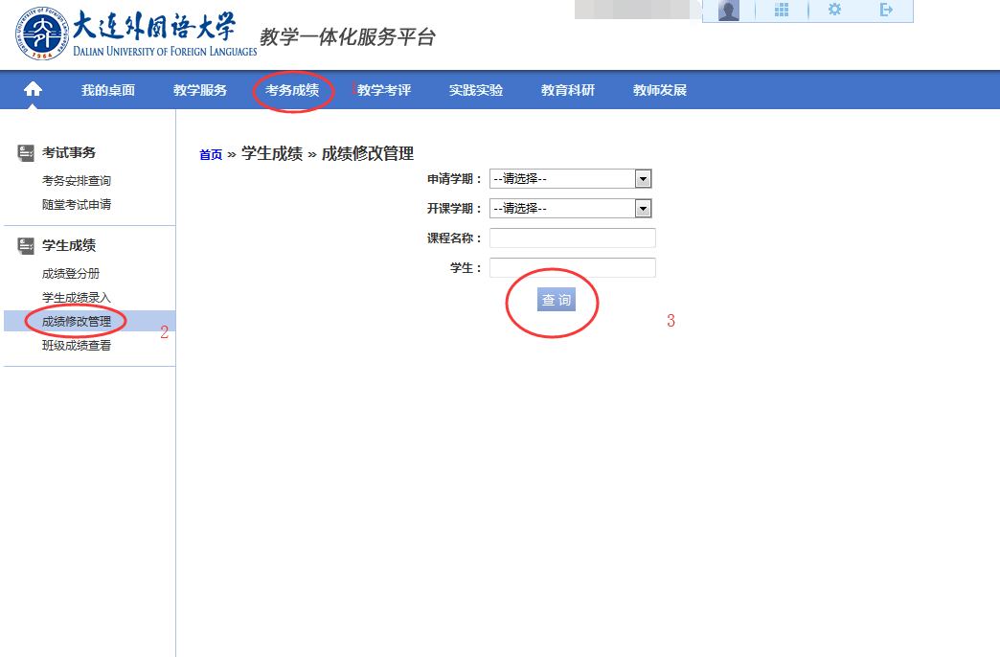 大连外国语大学
DALIAN UNIVERSITY OF FOREIGN LANGUAGES
Dalian University of Foreign Languages
1964
教学一体化服务平台
我的桌面 教学服务 考务成绩 1 教学考评 实践实验 教育科研 教师发展
考试事务
考务安排查询
随堂考试申请
学生成绩
成绩登分册
学生成绩录入
成绩修改管理 2
班级成绩查看
首页 » 学生成绩 » 成绩修改管理
申请学期： --请选择--
开课学期： --请选择--
课程名称：
学生：
查 询 3